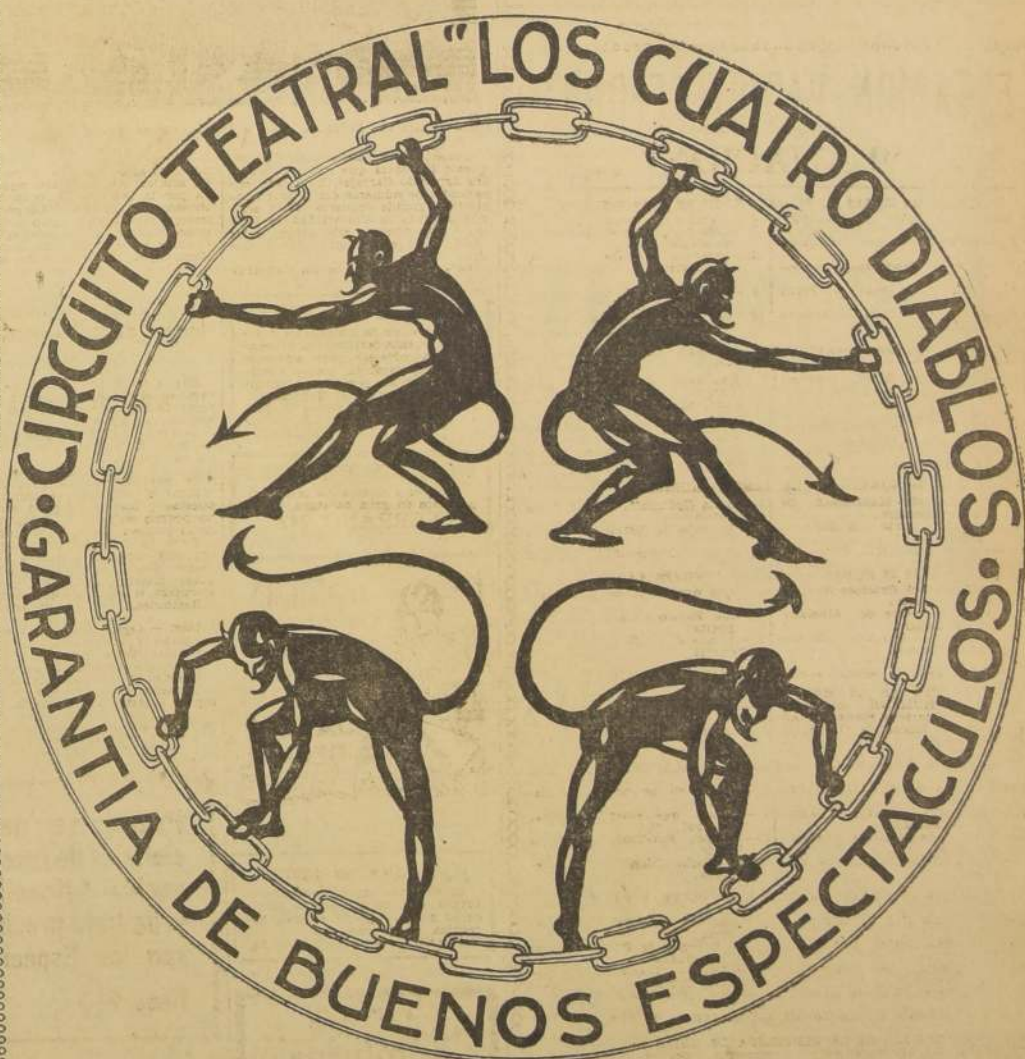 CIRCUITO TEATRAL "LOS CUATRO DIABLOS
• GARANTIA DE BUENOS ESPECTÁCULOS •